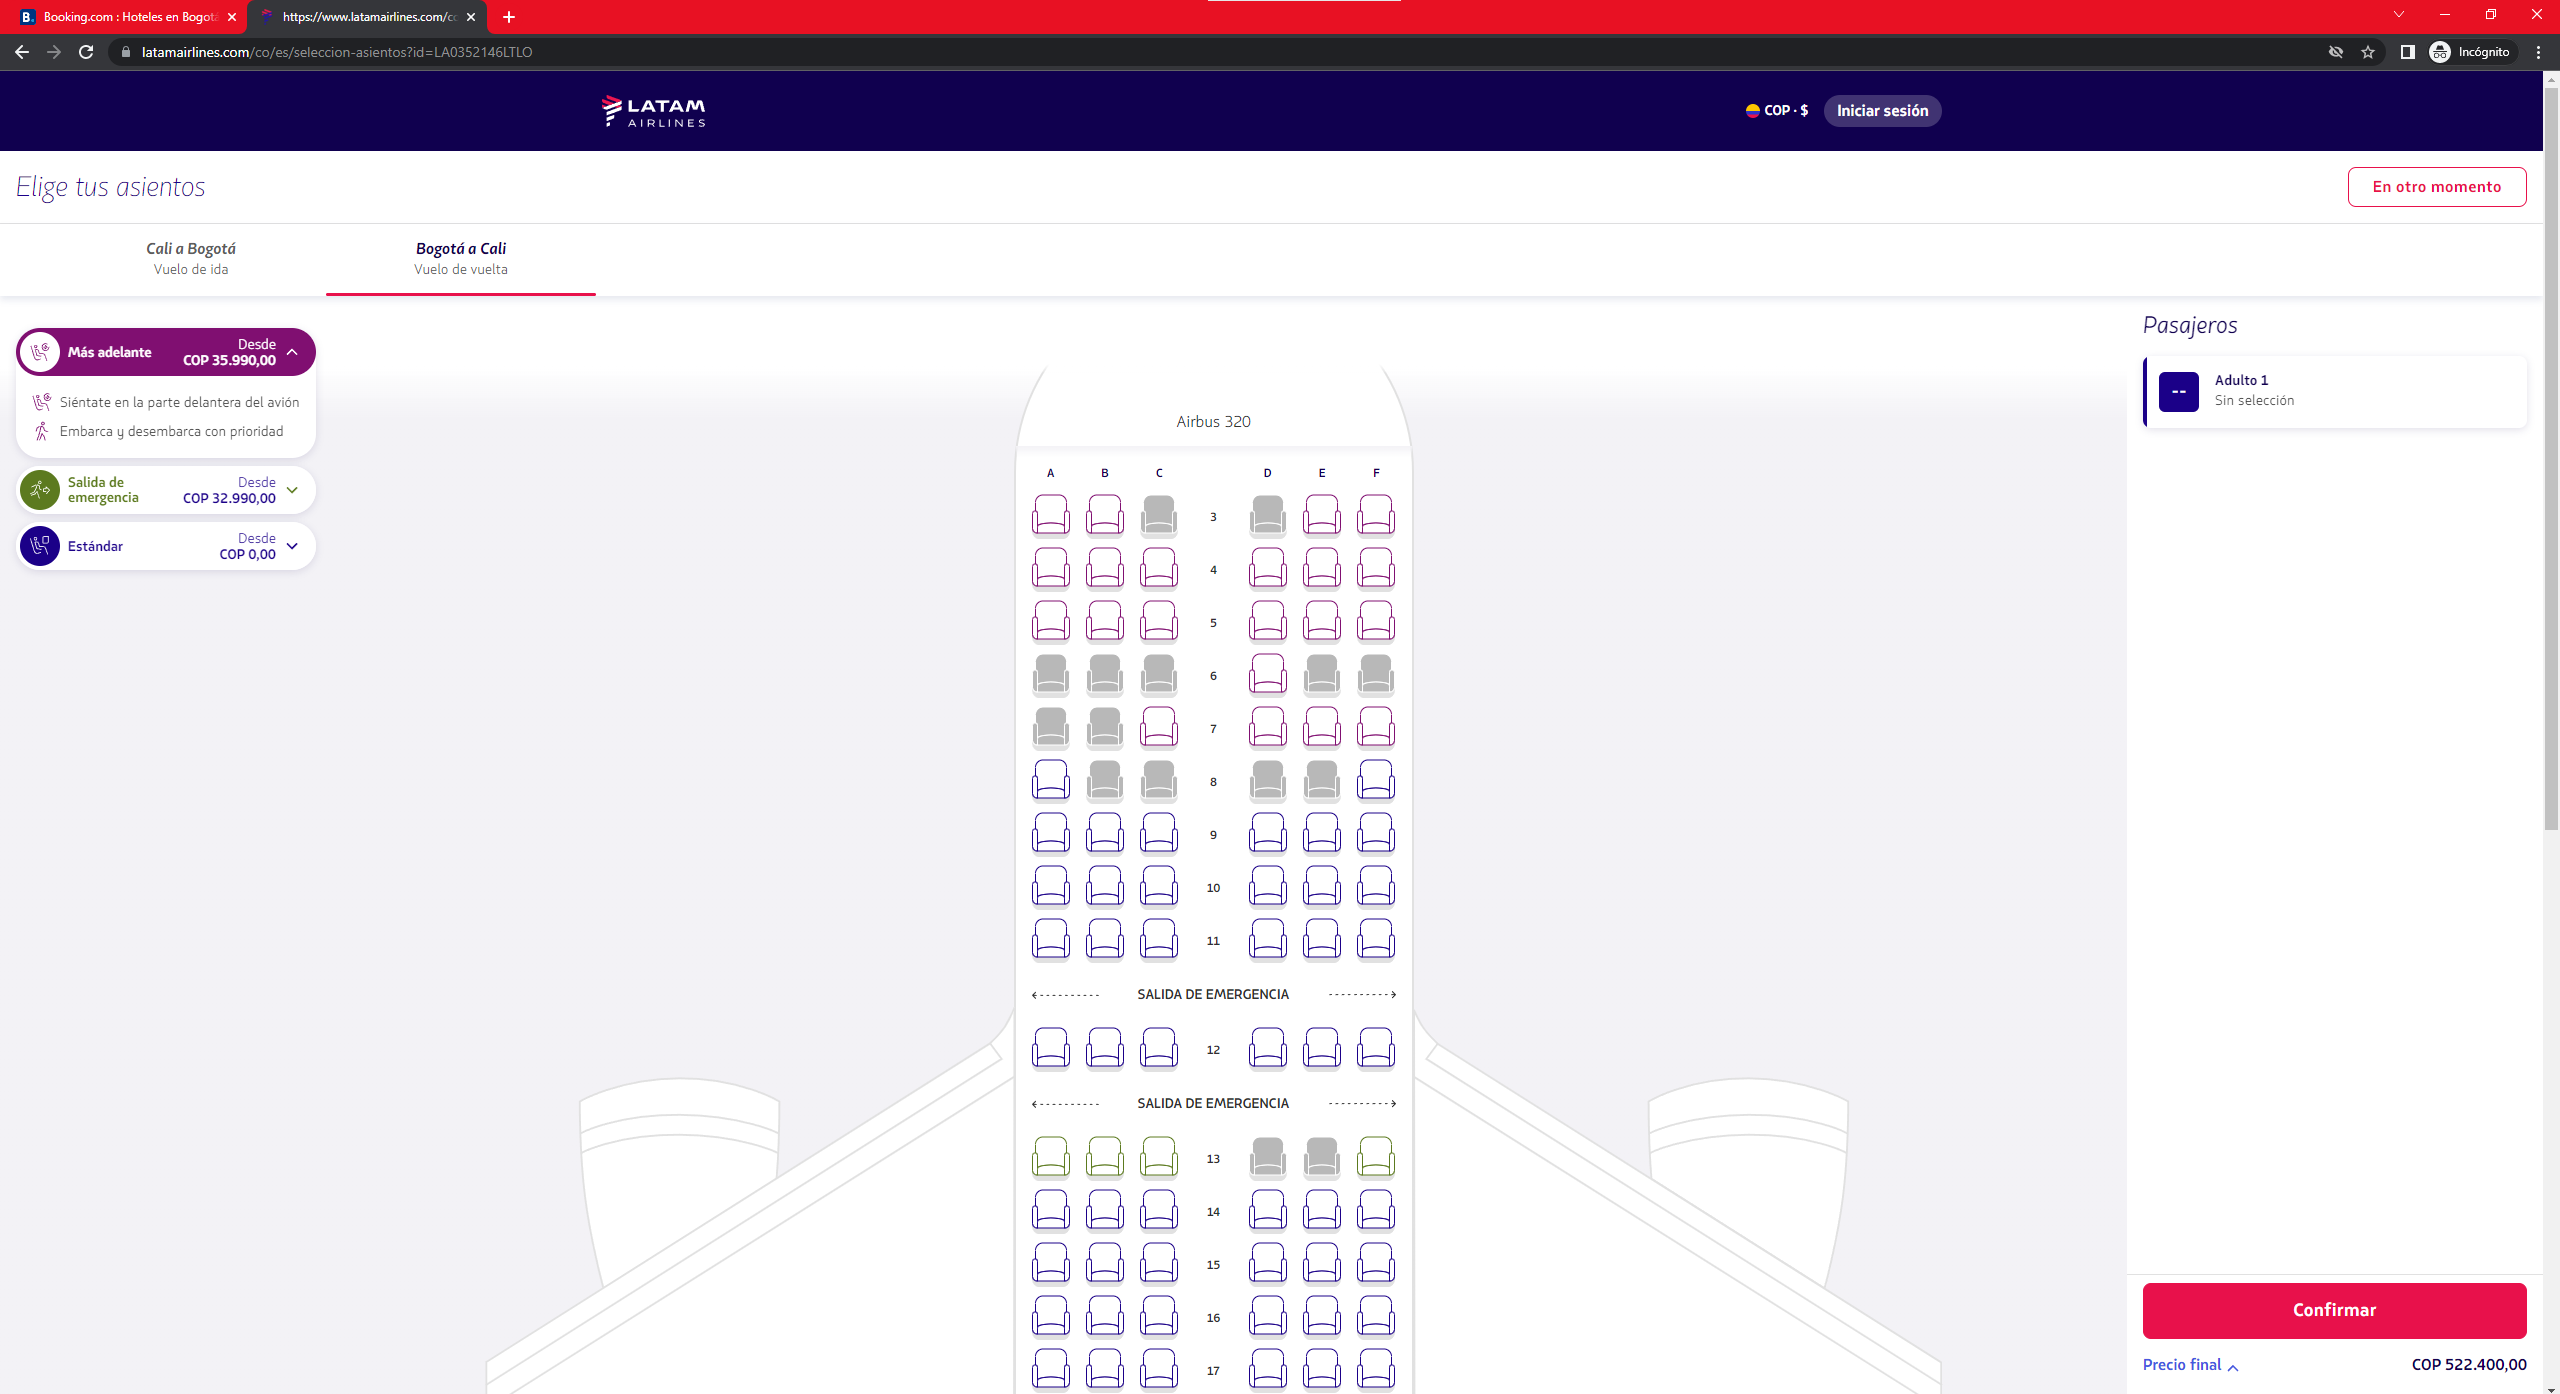 Booking.com : Hoteles en Bogotá
https://www.latamairlines.com/co
latamairlines.com/co/es/seleccion-asientos?id=LA0352146LTLO
Incógnito
LATAM
AIRLINES
COP · $
Iniciar sesión
Elige tus asientos
En otro momento
Cali a Bogotá
Vuelo de ida
Bogotá a Cali
Vuelo de vuelta
Más adelante
Desde
COP 35.990,00
Siéntate en la parte delantera del avión
Embarca y desembarca con prioridad
Salida de
emergencia
Desde
COP 32.990,00
Estándar
Desde
COP 0,00
Airbus 320
A B C D E F
3
4
5
6
7
8
9
10
11
SALIDA DE EMERGENCIA
12
SALIDA DE EMERGENCIA
13
14
15
16
17
Pasajeros
--
Adulto 1
Sin selección
Confirmar
Precio final
COP 522.400,00